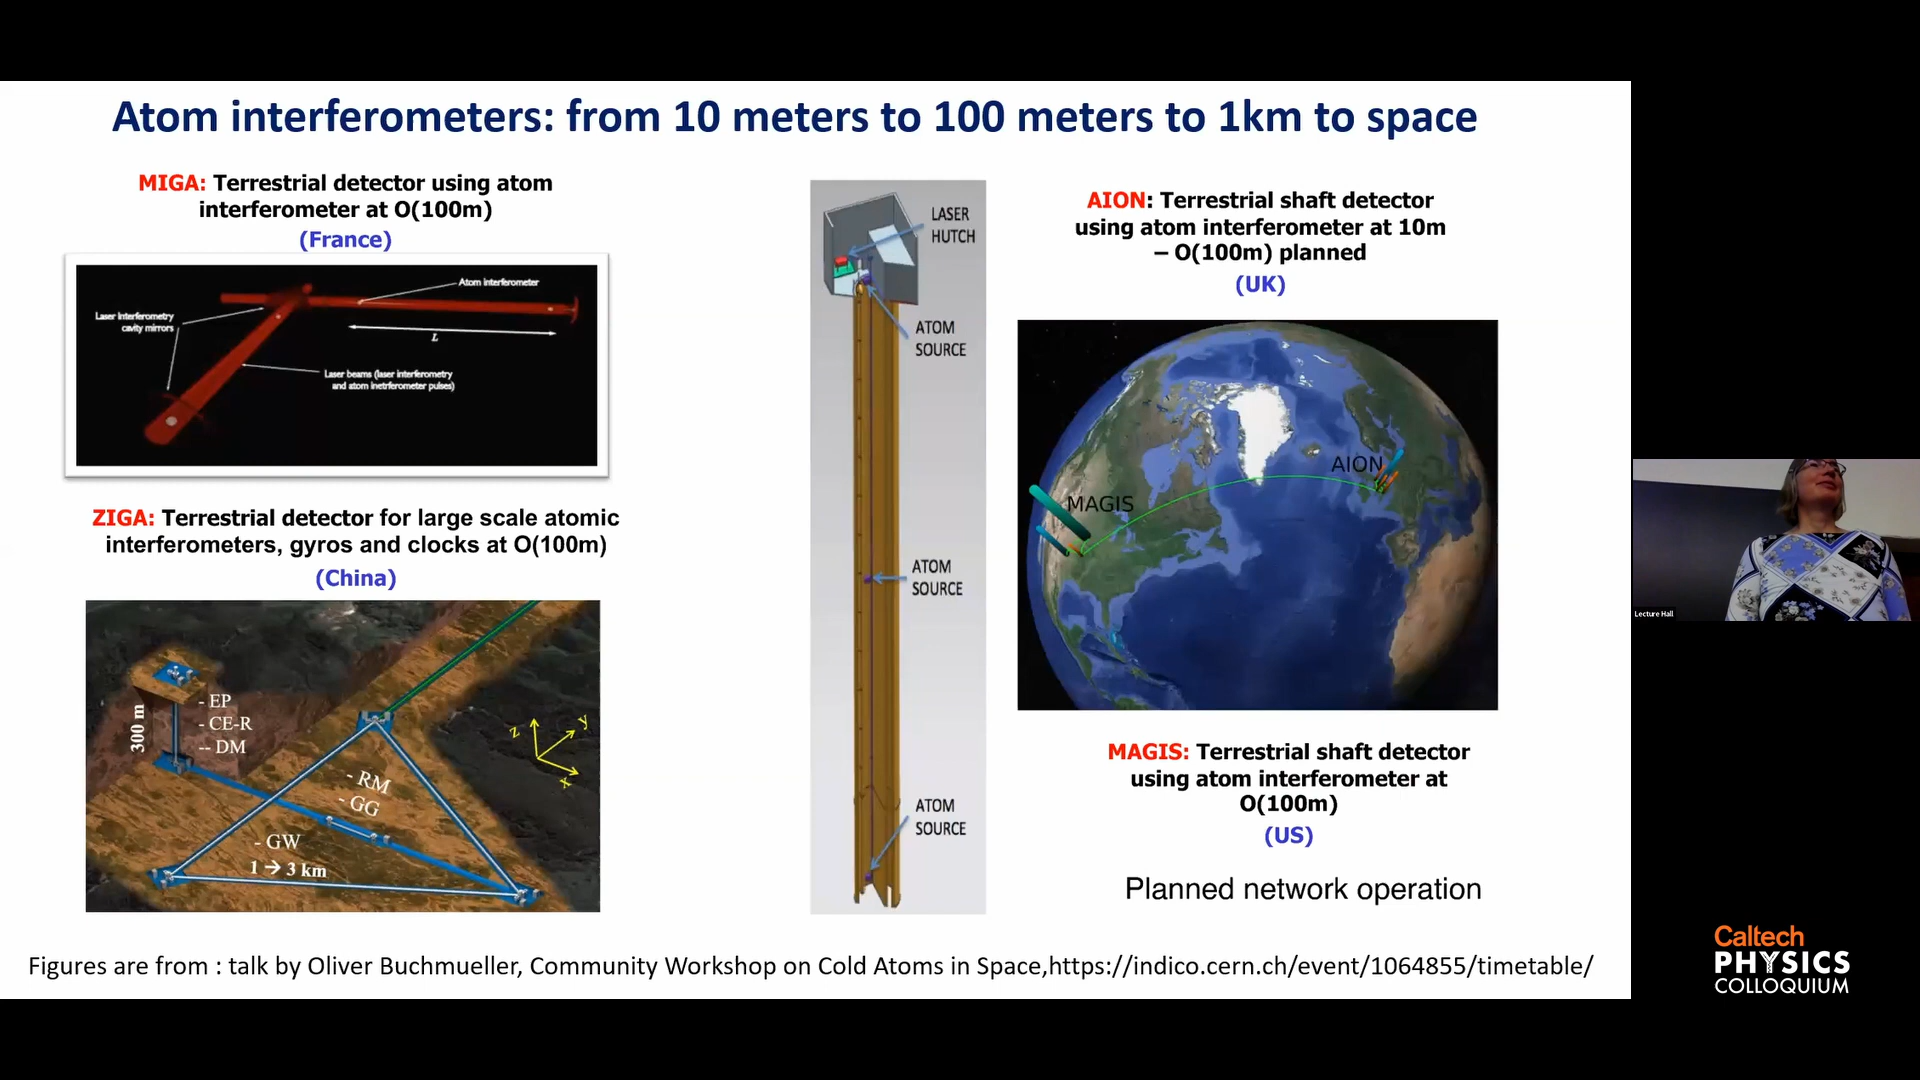 Atom interferometers: from 10 meters to 100 meters to 1km to space
MIGA: Terrestrial detector using atom
interferometer at O(100m)
(France)
Atom interferometer
Laser interferometry
cavity mirrors
L
Laser beams (laser interferometry
and atom inetrferometer pulses)
ZIGA: Terrestrial detector for large scale atomic
interferometers, gyros and clocks at O(100m)
(China)
300 m
- EP
- CE-R
-- DM
- RM
- GG
- GW
1 → 3 km
z
y
x
LASER
HUTCH
ATOM
SOURCE
ATOM
SOURCE
ATOM
SOURCE
AION: Terrestrial shaft detector
using atom interferometer at 10m
– O(100m) planned
(UK)
AION
MAGIS
MAGIS: Terrestrial shaft detector
using atom interferometer at
O(100m)
(US)
Planned network operation
Figures are from : talk by Oliver Buchmueller, Community Workshop on Cold Atoms in Space,https://indico.cern.ch/event/1064855/timetable/
Lecture Hall
Caltech
PHYSICS
COLLOQUIUM